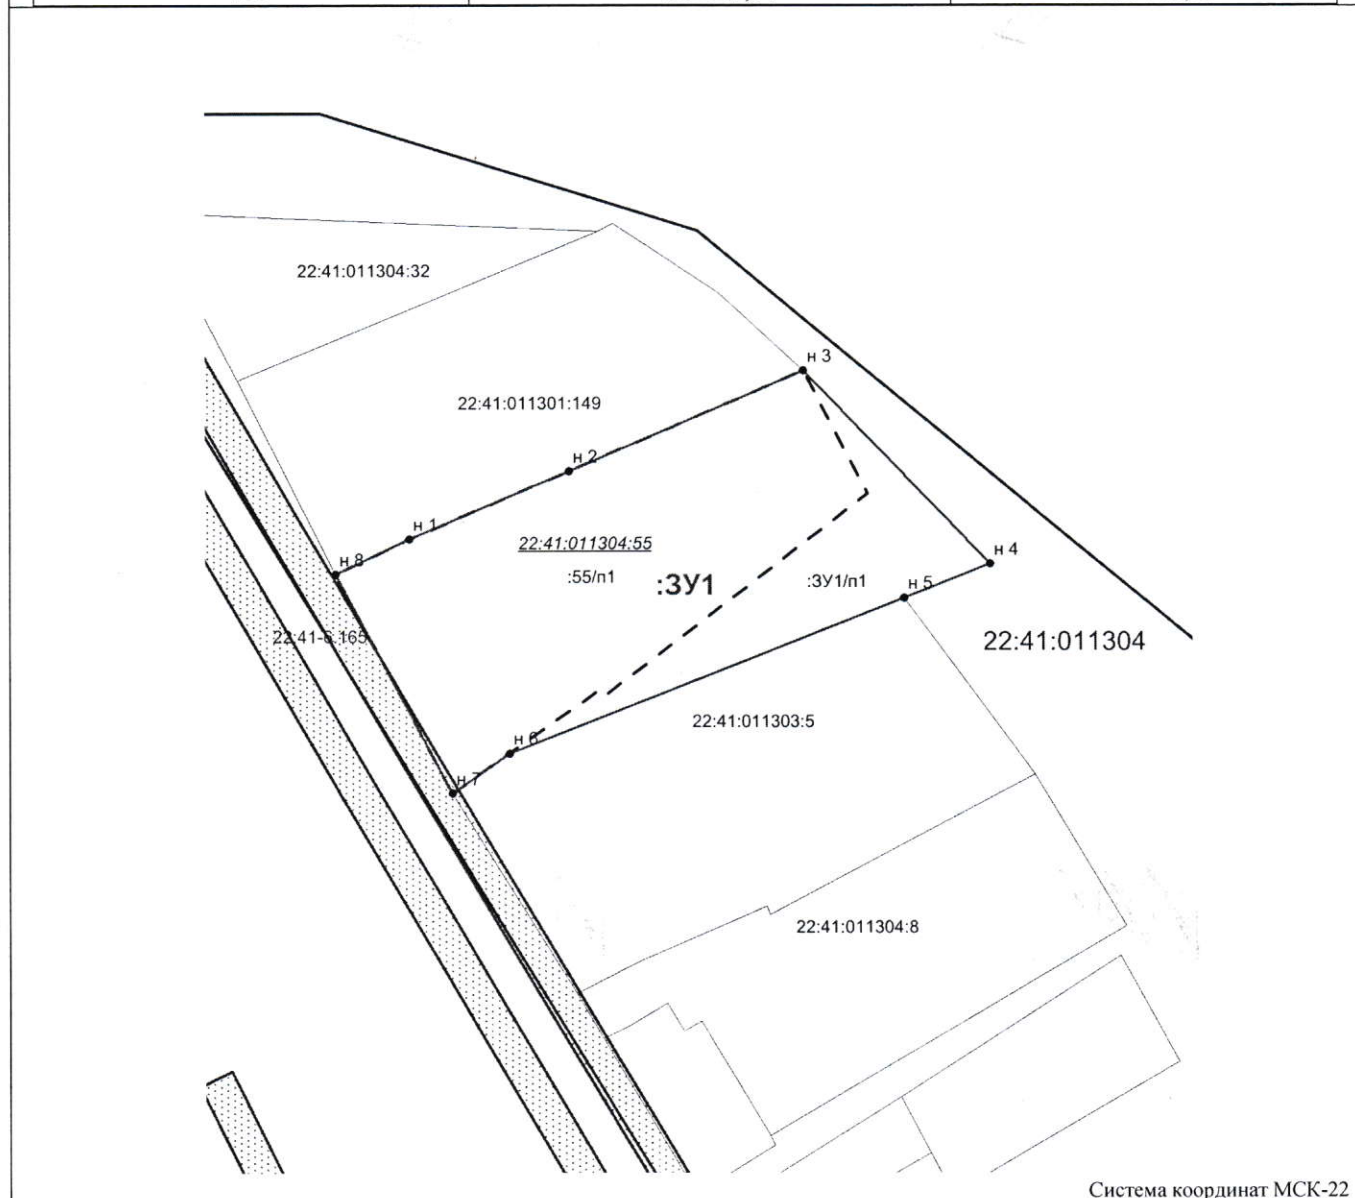 22:41:011304:32
н 3
22:41:011301:149
н 2
н 1
22:41:011304:55
н 4
н 8
:55/п1
:ЗУ1
:ЗУ1/п1
н 5
22:41-6.165
22:41:011304
22:41:011303:5
н 6
н 7
22:41:011304:8
Система координат МСК-22